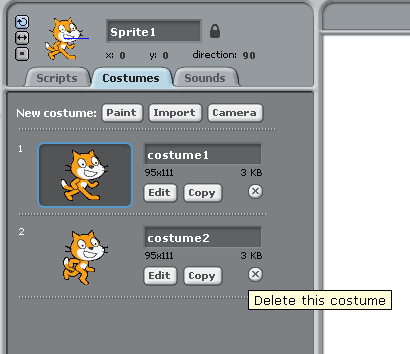 Sprite1
x: 0 y: 0 direction: 90
Scripts Costumes Sounds
New costume: Paint Import Camera
1
costume1
95x111 3 KB
Edit Copy
2
costume2
95x111 3 KB
Edit Copy
Delete this costume